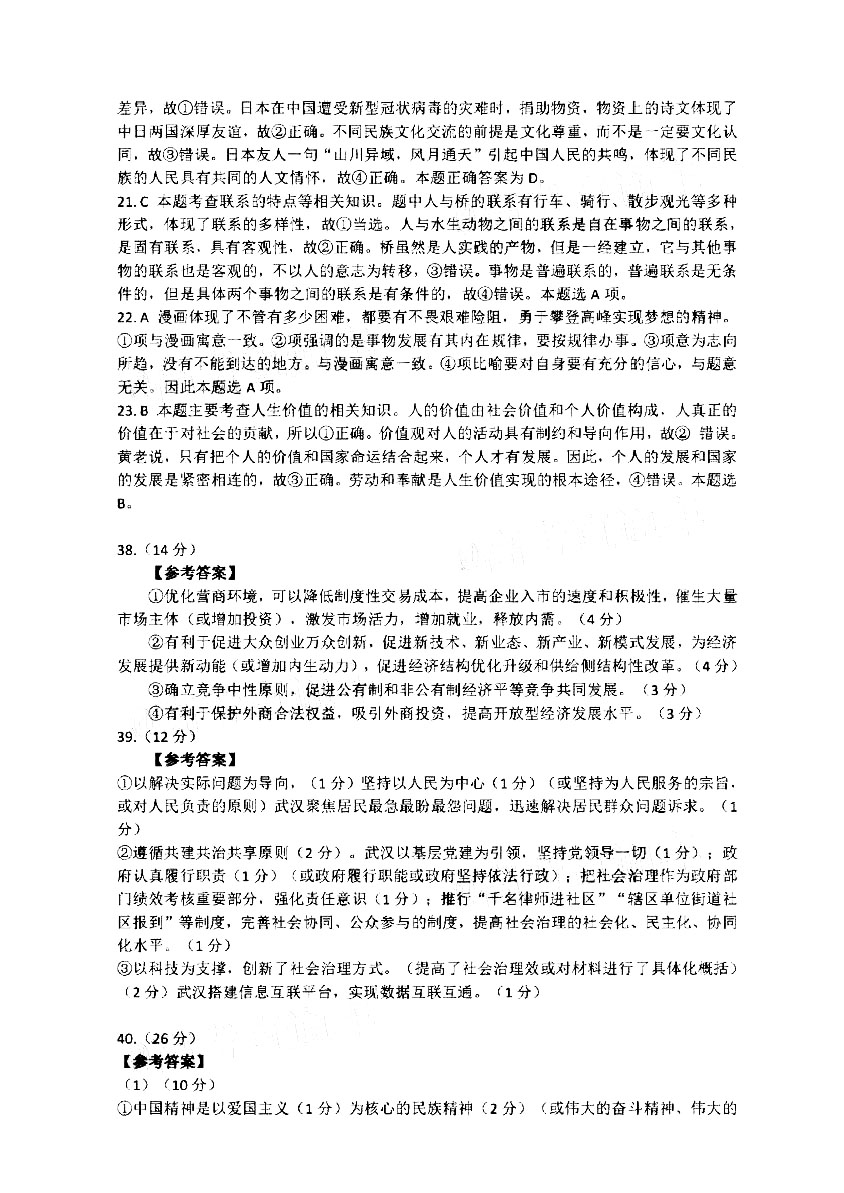 差异，故①错误。日本在中国遭受新型冠状病毒的灾难时，捐助物资，物资上的诗文体现了
中日两国深厚友谊，故②正确。不同民族文化交流的前提是文化尊重，而不是一定要文化认
同，故③错误。日本友人一句“山川异域，风月通天”引起中国人民的共鸣，体现了不同民
族的人民具有共同的人文情怀，故④正确。本题正确答案为 D。
21. C 本题考查联系的特点等相关知识。题中人与桥的联系有行车、骑行、散步观光等多种
形式，体现了联系的多样性，故①当选。人与水生动物之间的联系是自在事物之间的联系，
是固有联系，具有客观性，故②正确。桥虽然是人实践的产物，但是一经建立，它与其他事
物的联系也是客观的，不以人的意志为转移，③错误。事物是普遍联系的，普遍联系是无条
件的，但是具体两个事物之间的联系是有条件的，故④错误。本题选 A 项。
22. A 漫画体现了不管有多少困难，都要有不畏艰难险阻，勇于攀登高峰实现梦想的精神。
①项与漫画寓意一致。②项强调的是事物发展有其内在规律，要按规律办事。③项意为志向
所趋，没有不能到达的地方。与漫画寓意一致。④项比喻要对自身要有充分的信心，与题意
无关。因此本题选 A 项。
23. B 本题主要考查人生价值的相关知识。人的价值由社会价值和个人价值构成，人真正的
价值在于对社会的贡献，所以①正确。价值观对人的活动具有制约和导向作用，故② 错误。
黄老说，只有把个人的价值和国家命运结合起来，个人才有发展。因此，个人的发展和国家
的发展是紧密相连的，故③正确。劳动和奉献是人生价值实现的根本途径，④错误。本题选
B。
38.（14 分）
【参考答案】
①优化营商环境，可以降低制度性交易成本，提高企业入市的速度和积极性，催生大量
市场主体（或增加投资），激发市场活力，增加就业，释放内需。（4 分）
②有利于促进大众创业万众创新，促进新技术、新业态、新产业、新模式发展，为经济
发展提供新动能（或增加内生动力），促进经济结构优化升级和供给侧结构性改革。（4 分）
③确立竞争中性原则，促进公有制和非公有制经济平等竞争共同发展。（3 分）
④有利于保护外商合法权益，吸引外商投资，提高开放型经济发展水平。（3 分）
39.（12 分）
【参考答案】
①以解决实际问题为导向，（1 分）坚持以人民为中心（1 分）（或坚持为人民服务的宗旨，
或对人民负责的原则）武汉聚焦居民最急最盼最怨问题，迅速解决居民群众问题诉求。（1
分）
②遵循共建共治共享原则（2 分）。武汉以基层党建为引领，坚持党领导一切（1 分）；政
府认真履行职责（1 分）（或政府履行职能或政府坚持依法行政）；把社会治理作为政府部
门绩效考核重要部分，强化责任意识（1 分）；推行“千名律师进社区”“辖区单位街道社
区报到”等制度，完善社会协同、公众参与的制度，提高社会治理的社会化、民主化、协同
化水平。（1 分）
③以科技为支撑，创新了社会治理方式。（提高了社会治理效或对材料进行了具体化概括）
（2 分）武汉搭建信息互联平台，实现数据互联互通。（1 分）
40.（26 分）
【参考答案】
（1）（10 分）
①中国精神是以爱国主义（1 分）为核心的民族精神（2 分）（或伟大的奋斗精神、伟大的